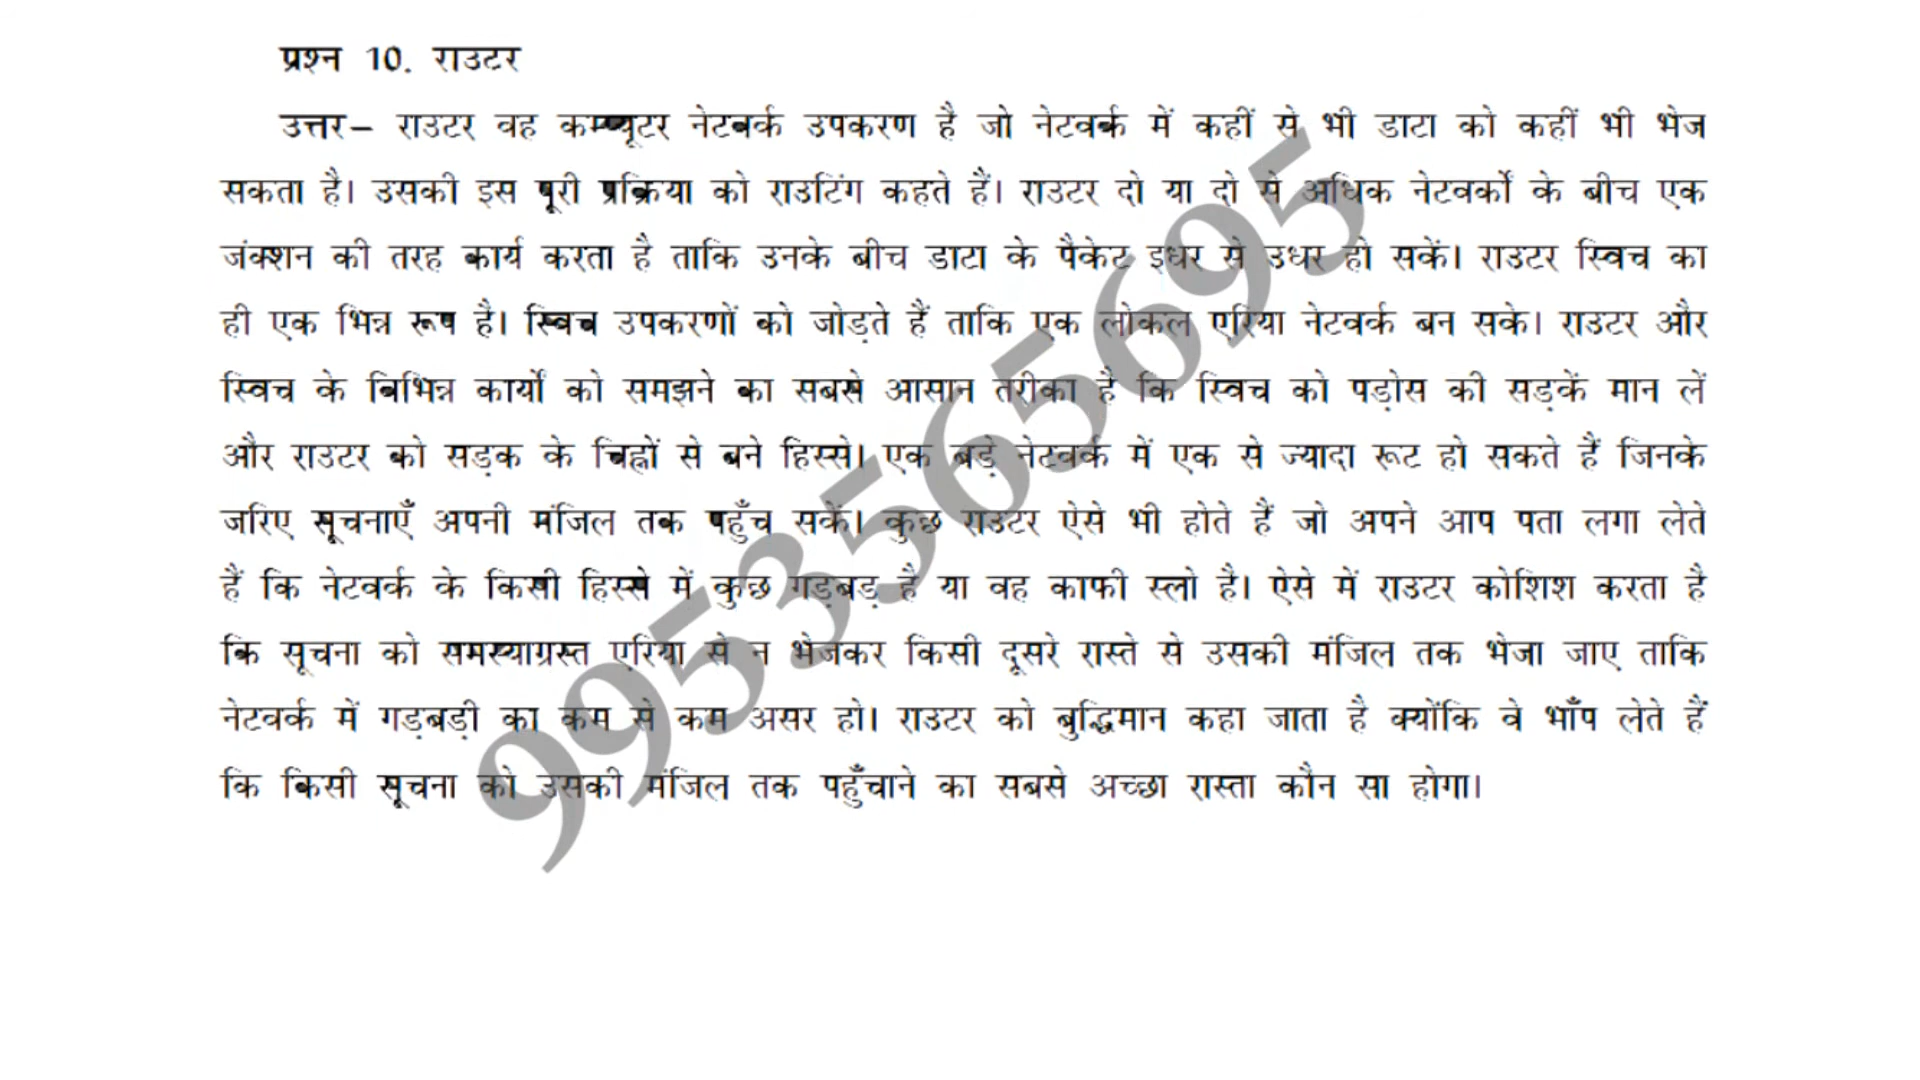 प्रश्न 10. राउटर
उत्तर– राउटर वह कम्प्यूटर नेटवर्क उपकरण है जो नेटवर्क में कहीं से भी डाटा को कहीं भी भेज
सकता है। उसकी इस पूरी प्रक्रिया को राउटिंग कहते हैं। राउटर दो या दो से अधिक नेटवर्कों के बीच एक
जंक्शन की तरह कार्य करता है ताकि उनके बीच डाटा के पैकेट इधर से उधर हो सकें। राउटर स्विच का
ही एक भिन्न रूप है। स्विच उपकरणों को जोड़ते हैं ताकि एक लोकल एरिया नेटवर्क बन सके। राउटर और
स्विच के विभिन्न कार्यों को समझने का सबसे आसान तरीका है कि स्विच को पड़ोस की सड़कें मान लें
और राउटर को सड़क के चिह्नों से बने हिस्से। एक बड़े नेटवर्क में एक से ज्यादा रूट हो सकते हैं जिनके
जरिए सूचनाएँ अपनी मंजिल तक पहुँच सकें। कुछ राउटर ऐसे भी होते हैं जो अपने आप पता लगा लेते
हैं कि नेटवर्क के किसी हिस्से में कुछ गड़बड़ है या वह काफी स्लो है। ऐसे में राउटर कोशिश करता है
कि सूचना को समस्याग्रस्त एरिया से न भेजकर किसी दूसरे रास्ते से उसकी मंजिल तक भेजा जाए ताकि
नेटवर्क में गड़बड़ी का कम से कम असर हो। राउटर को बुद्धिमान कहा जाता है क्योंकि वे भाँप लेते हैं
कि किसी सूचना को उसकी मंजिल तक पहुँचाने का सबसे अच्छा रास्ता कौन सा होगा।
9953565695